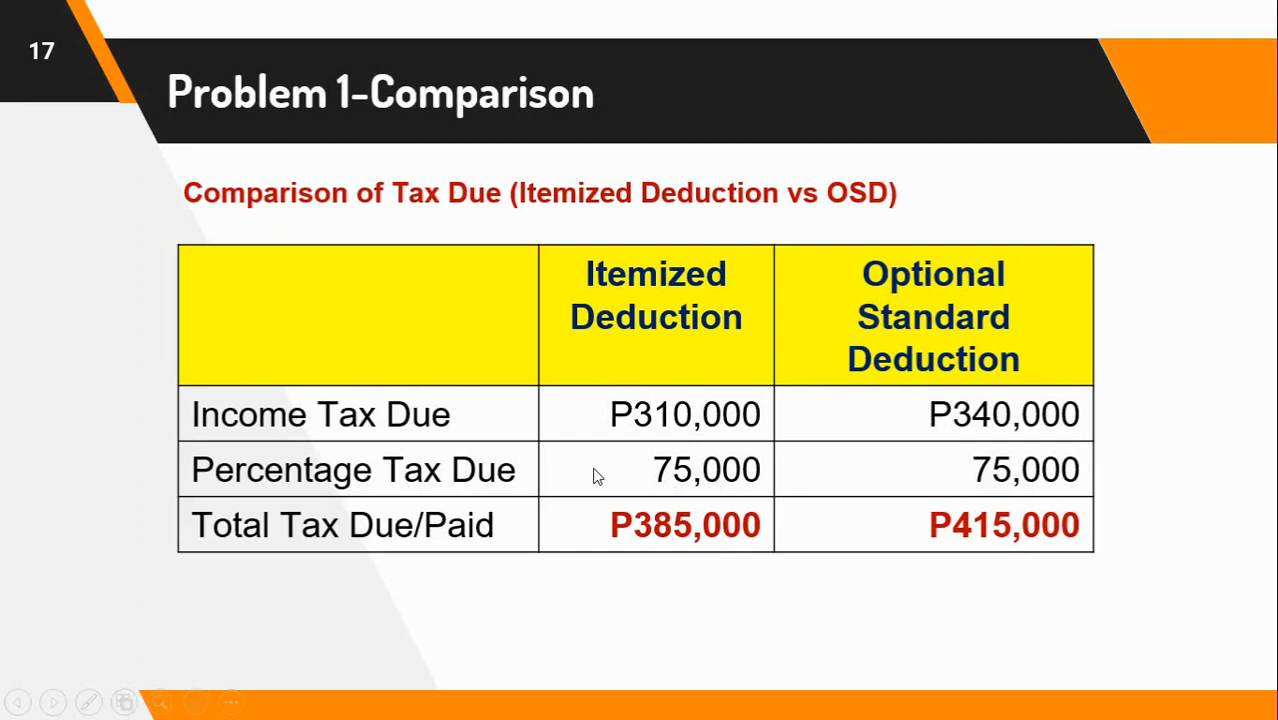 17
Problem 1-Comparison
Comparison of Tax Due (Itemized Deduction vs OSD)
Itemized
Deduction
Optional
Standard
Deduction
Income Tax Due P310,000 P340,000
Percentage Tax Due 75,000 75,000
Total Tax Due/Paid P385,000 P415,000